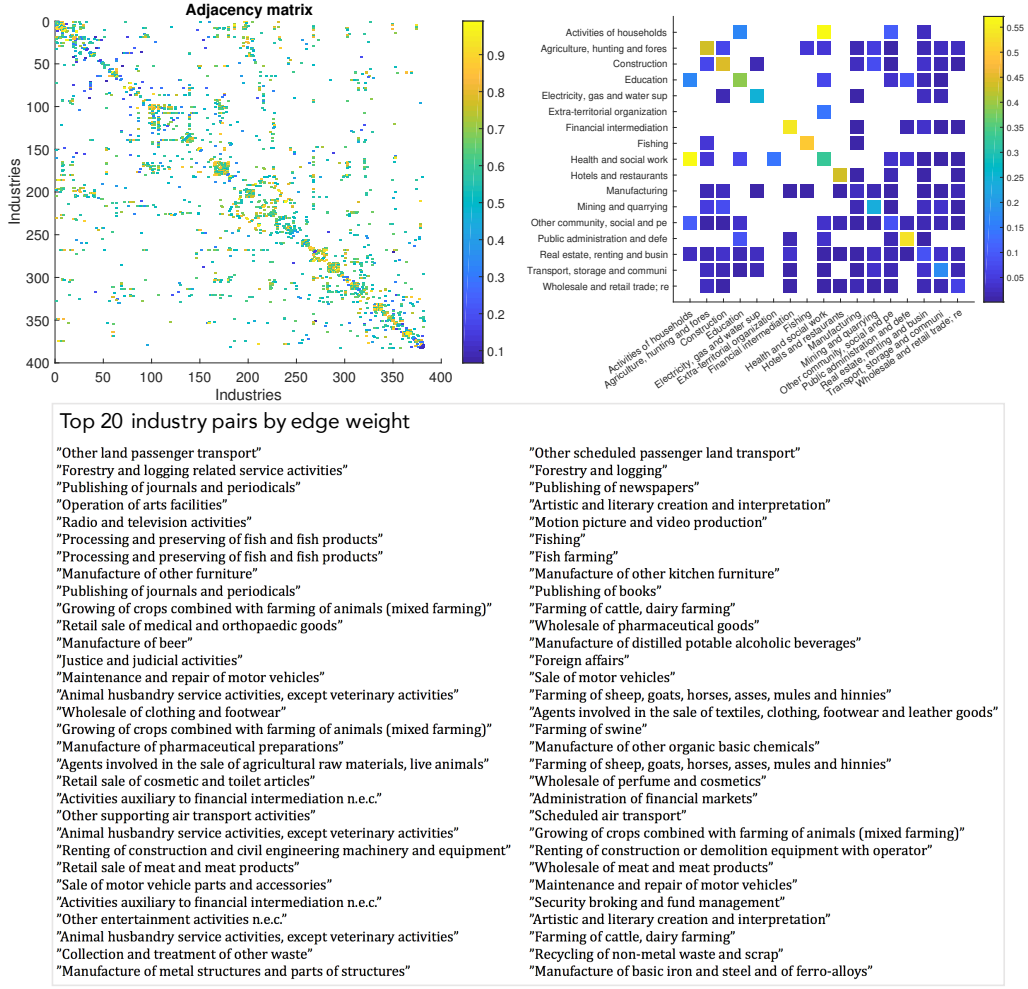 Adjacency matrix
0
50
100
150
200
250
300
350
400
Industries
0
50
100
150
200
250
300
350
400
Industries
0.9
0.8
0.7
0.6
0.5
0.4
0.3
0.2
0.1
Activities of households
Agriculture, hunting and fores
Construction
Education
Electricity, gas and water sup
Extra-territorial organization
Financial intermediation
Fishing
Health and social work
Hotels and restaurants
Manufacturing
Mining and quarrying
Other community, social and pe
Public administration and defe
Real estate, renting and busin
Transport, storage and communi
Wholesale and retail trade; re
Activities of households
Agriculture, hunting and fores
Construction
Education
Electricity, gas and water sup
Extra-territorial organization
Financial intermediation
Fishing
Health and social work
Hotels and restaurants
Manufacturing
Mining and quarrying
Other community, social and pe
Public administration and defe
Real estate, renting and busin
Transport, storage and communi
Wholesale and retail trade; re
0.55
0.5
0.45
0.4
0.35
0.3
0.25
0.2
0.15
0.1
0.05
Top 20 industry pairs by edge weight
”Other land passenger transport” ”Other scheduled passenger land transport”
”Forestry and logging related service activities” ”Forestry and logging”
”Publishing of journals and periodicals” ”Publishing of newspapers”
”Operation of arts facilities” ”Artistic and literary creation and interpretation”
”Radio and television activities” ”Motion picture and video production”
”Processing and preserving of fish and fish products” ”Fishing”
”Processing and preserving of fish and fish products” ”Fish farming”
”Manufacture of other furniture” ”Manufacture of other kitchen furniture”
”Publishing of journals and periodicals” ”Publishing of books”
”Growing of crops combined with farming of animals (mixed farming)” ”Farming of cattle, dairy farming”
”Retail sale of medical and orthopaedic goods” ”Wholesale of pharmaceutical goods”
”Manufacture of beer” ”Manufacture of distilled potable alcoholic beverages”
”Justice and judicial activities” ”Foreign affairs”
”Maintenance and repair of motor vehicles” ”Sale of motor vehicles”
”Animal husbandry service activities, except veterinary activities” ”Farming of sheep, goats, horses, asses, mules and hinnies”
”Wholesale of clothing and footwear” ”Agents involved in the sale of textiles, clothing, footwear and leather goods”
”Growing of crops combined with farming of animals (mixed farming)” ”Farming of swine”
”Manufacture of pharmaceutical preparations” ”Manufacture of other organic basic chemicals”
”Agents involved in the sale of agricultural raw materials, live animals” ”Farming of sheep, goats, horses, asses, mules and hinnies”
”Retail sale of cosmetic and toilet articles” ”Wholesale of perfume and cosmetics”
”Activities auxiliary to financial intermediation n.e.c.” ”Administration of financial markets”
”Other supporting air transport activities” ”Scheduled air transport”
”Animal husbandry service activities, except veterinary activities” ”Growing of crops combined with farming of animals (mixed farming)”
”Renting of construction and civil engineering machinery and equipment” ”Renting of construction or demolition equipment with operator”
”Retail sale of meat and meat products” ”Wholesale of meat and meat products”
”Sale of motor vehicle parts and accessories” ”Maintenance and repair of motor vehicles”
”Activities auxiliary to financial intermediation n.e.c.” ”Security broking and fund management”
”Other entertainment activities n.e.c.” ”Artistic and literary creation and interpretation”
”Animal husbandry service activities, except veterinary activities” ”Farming of cattle, dairy farming”
”Collection and treatment of other waste” ”Recycling of non-metal waste and scrap”
”Manufacture of metal structures and parts of structures” ”Manufacture of basic iron and steel and of ferro-alloys”